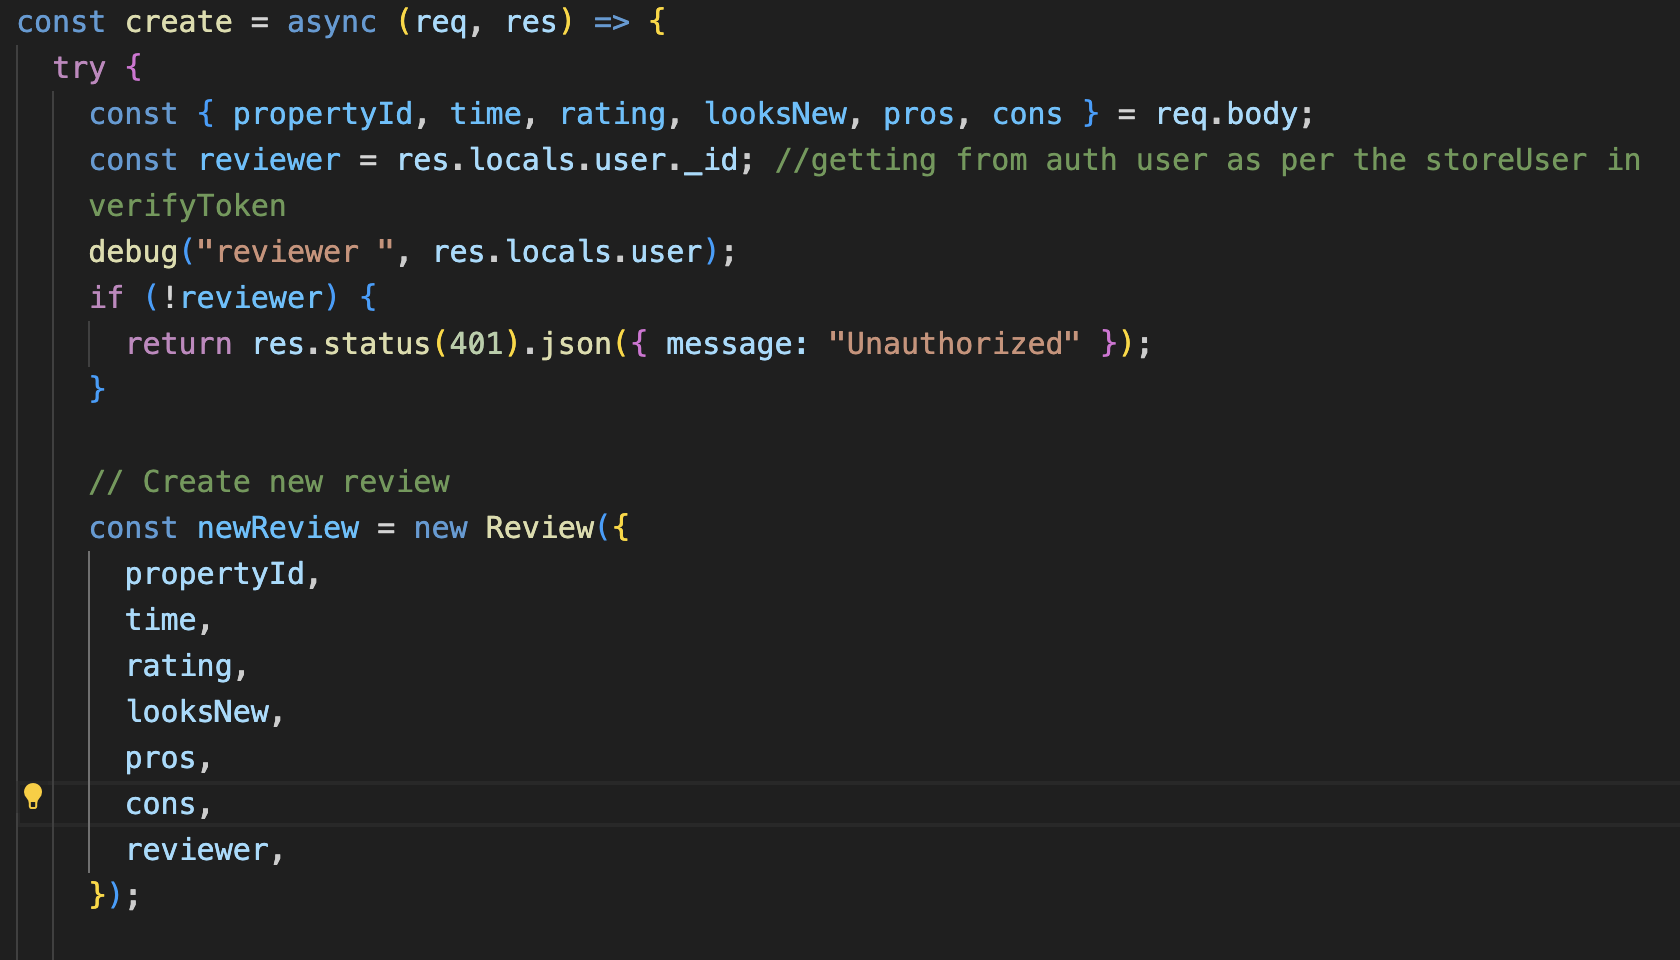 const create = async (req, res) => {
try {
const { propertyId, time, rating, looksNew, pros, cons } = req.body;
const reviewer = res.locals.user._id; //getting from auth user as per the storeUser in
verifyToken
debug("reviewer ", res.locals.user);
if (!reviewer) {
return res.status(401).json({ message: "Unauthorized" });
}
// Create new review
const newReview = new Review({
propertyId,
time,
rating,
looksNew,
pros,
cons,
reviewer,
});